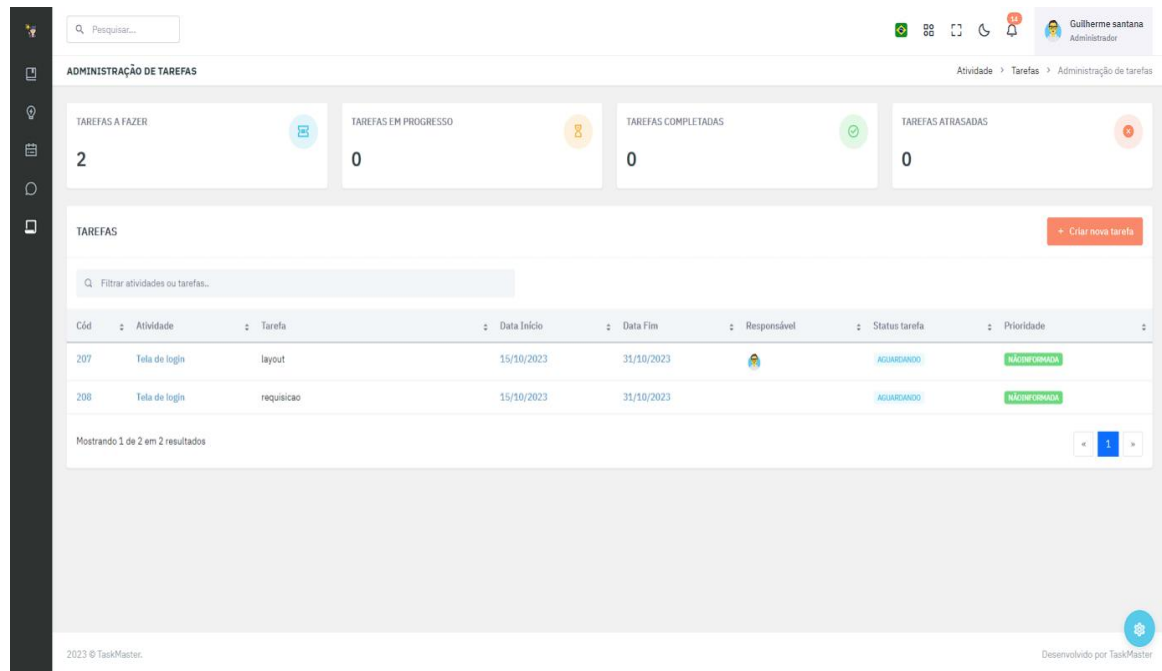 Pesquisar...
14
Guilherme santana
Administrador
ADMINISTRAÇÃO DE TAREFAS
Atividade > Tarefas > Administração de tarefas
TAREFAS A FAZER
2
TAREFAS EM PROGRESSO
0
TAREFAS COMPLETADAS
0
TAREFAS ATRASADAS
0
TAREFAS
+ Criar nova tarefa
Filtrar atividades ou tarefas..
Cód Atividade Tarefa Data Início Data Fim Responsável Status tarefa Prioridade
207 Tela de login layout 15/10/2023 31/10/2023 AGUARDANDO NÃOINFORMADA
208 Tela de login requisicao 15/10/2023 31/10/2023 AGUARDANDO NÃOINFORMADA
Mostrando 1 de 2 em 2 resultados
« 1 »
2023 © TaskMaster.
Desenvolvido por TaskMaster